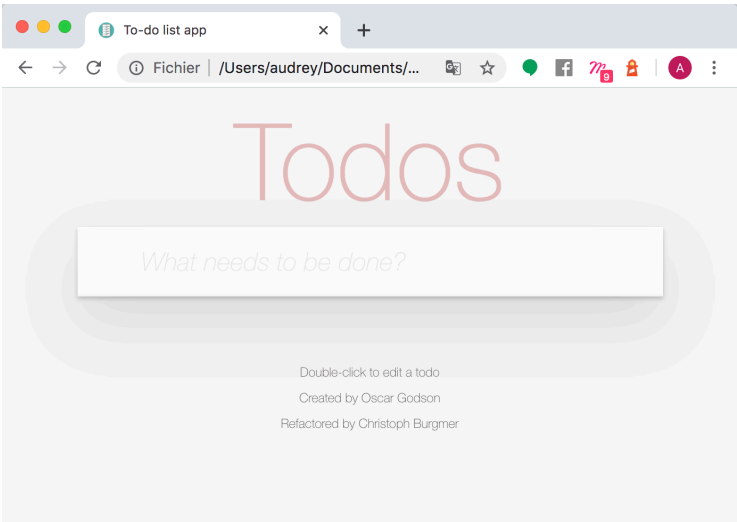 To-do list app
Fichier /Users/audrey/Documents/...
9
A
Todos
What needs to be done?
Double-click to edit a todo
Created by Oscar Godson
Refactored by Christoph Burgmer